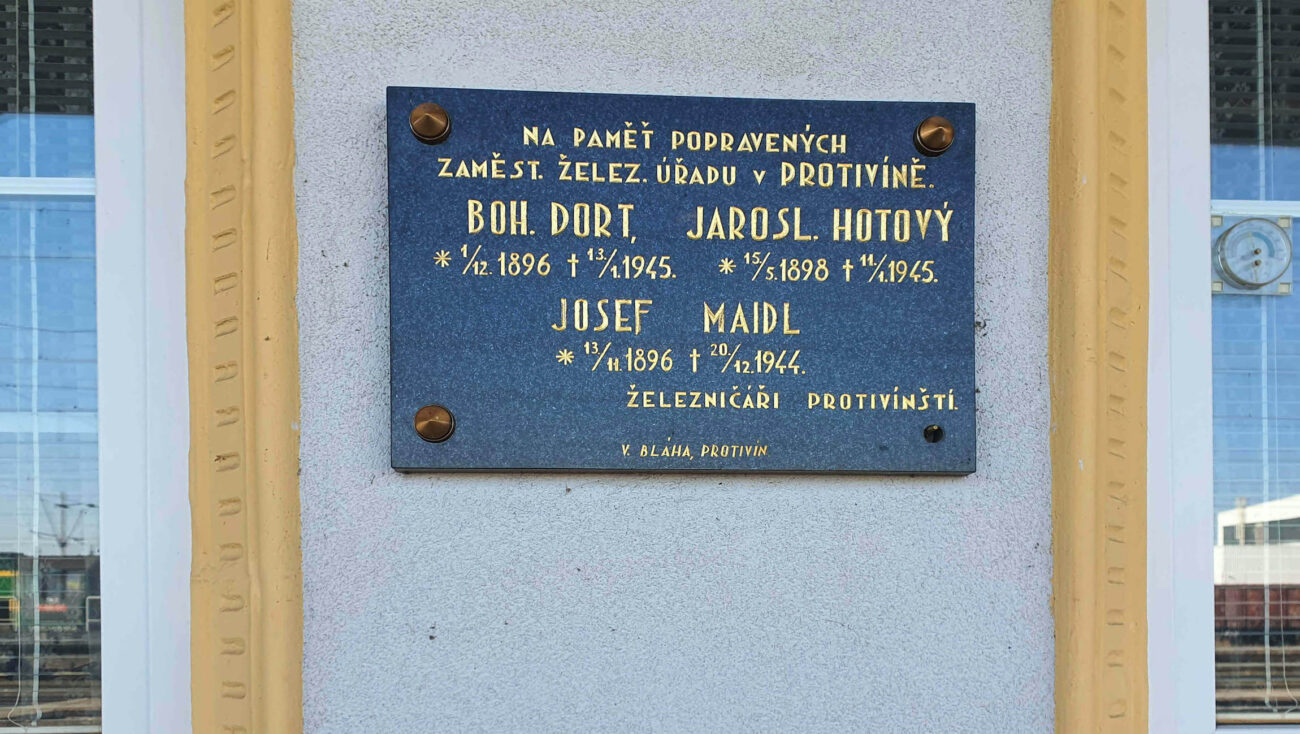 NA PAMĚŤ POPRAVENÝCH
ZAMĚST. ŽELEZ. ÚŘADU v PROTIVÍNĚ.
BOH. DORT, JAROSL. HOTOVÝ
* 1/12. 1896 † 13/1. 1945. * 15/5. 1898 † 11/1. 1945.
JOSEF MAIDL
* 13/11. 1896 † 20./12. 1944.
ŽELEZNIČÁŘI PROTIVÍNŠTÍ.
V. BLÁHA, PROTIVÍN